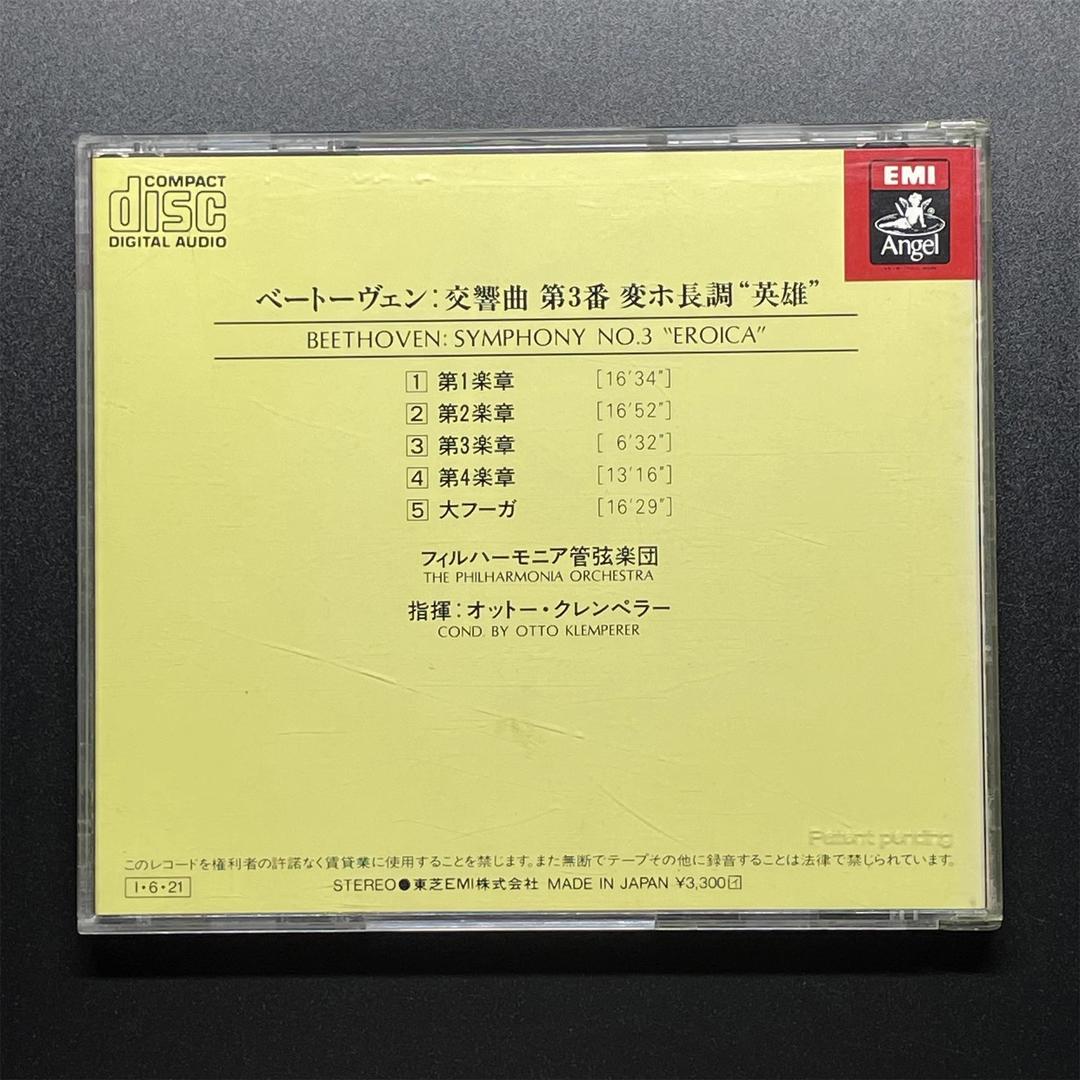 COMPACT
disc
DIGITAL AUDIO
EMI
Angel
ベートーヴェン:交響曲 第3番 変ホ長調“英雄”
BEETHOVEN: SYMPHONY NO.3 "EROICA"
1 第1楽章 [16'34"]
2 第2楽章 [16'52"]
3 第3楽章 [ 6'32"]
4 第4楽章 [13'16"]
5 大フーガ [16'29"]
フィルハーモニア管弦楽団
THE PHILHARMONIA ORCHESTRA
指揮:オットー・クレンペラー
COND. BY OTTO KLEMPERER
Patent punding
このレコードを権利者の許諾なく賃貸業に使用することを禁じます。また無断でテープその他に録音することは法律で禁じられています。
I・6・21
STEREO●東芝EMI株式会社 MADE IN JAPAN ¥3,300イ